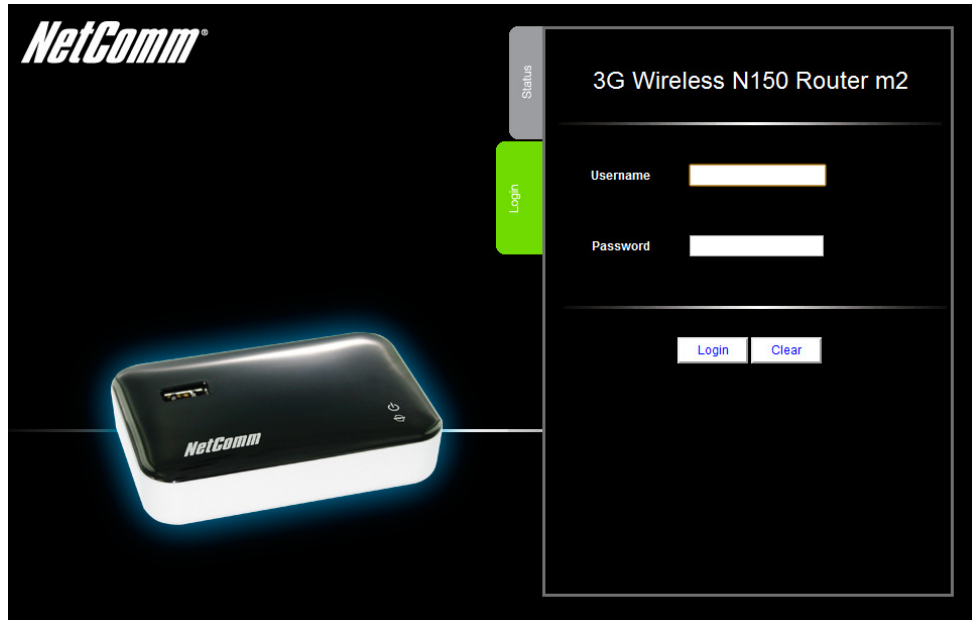 NetComm®
Status
3G Wireless N150 Router m2
Login
Username
Password
Login Clear
NetComm